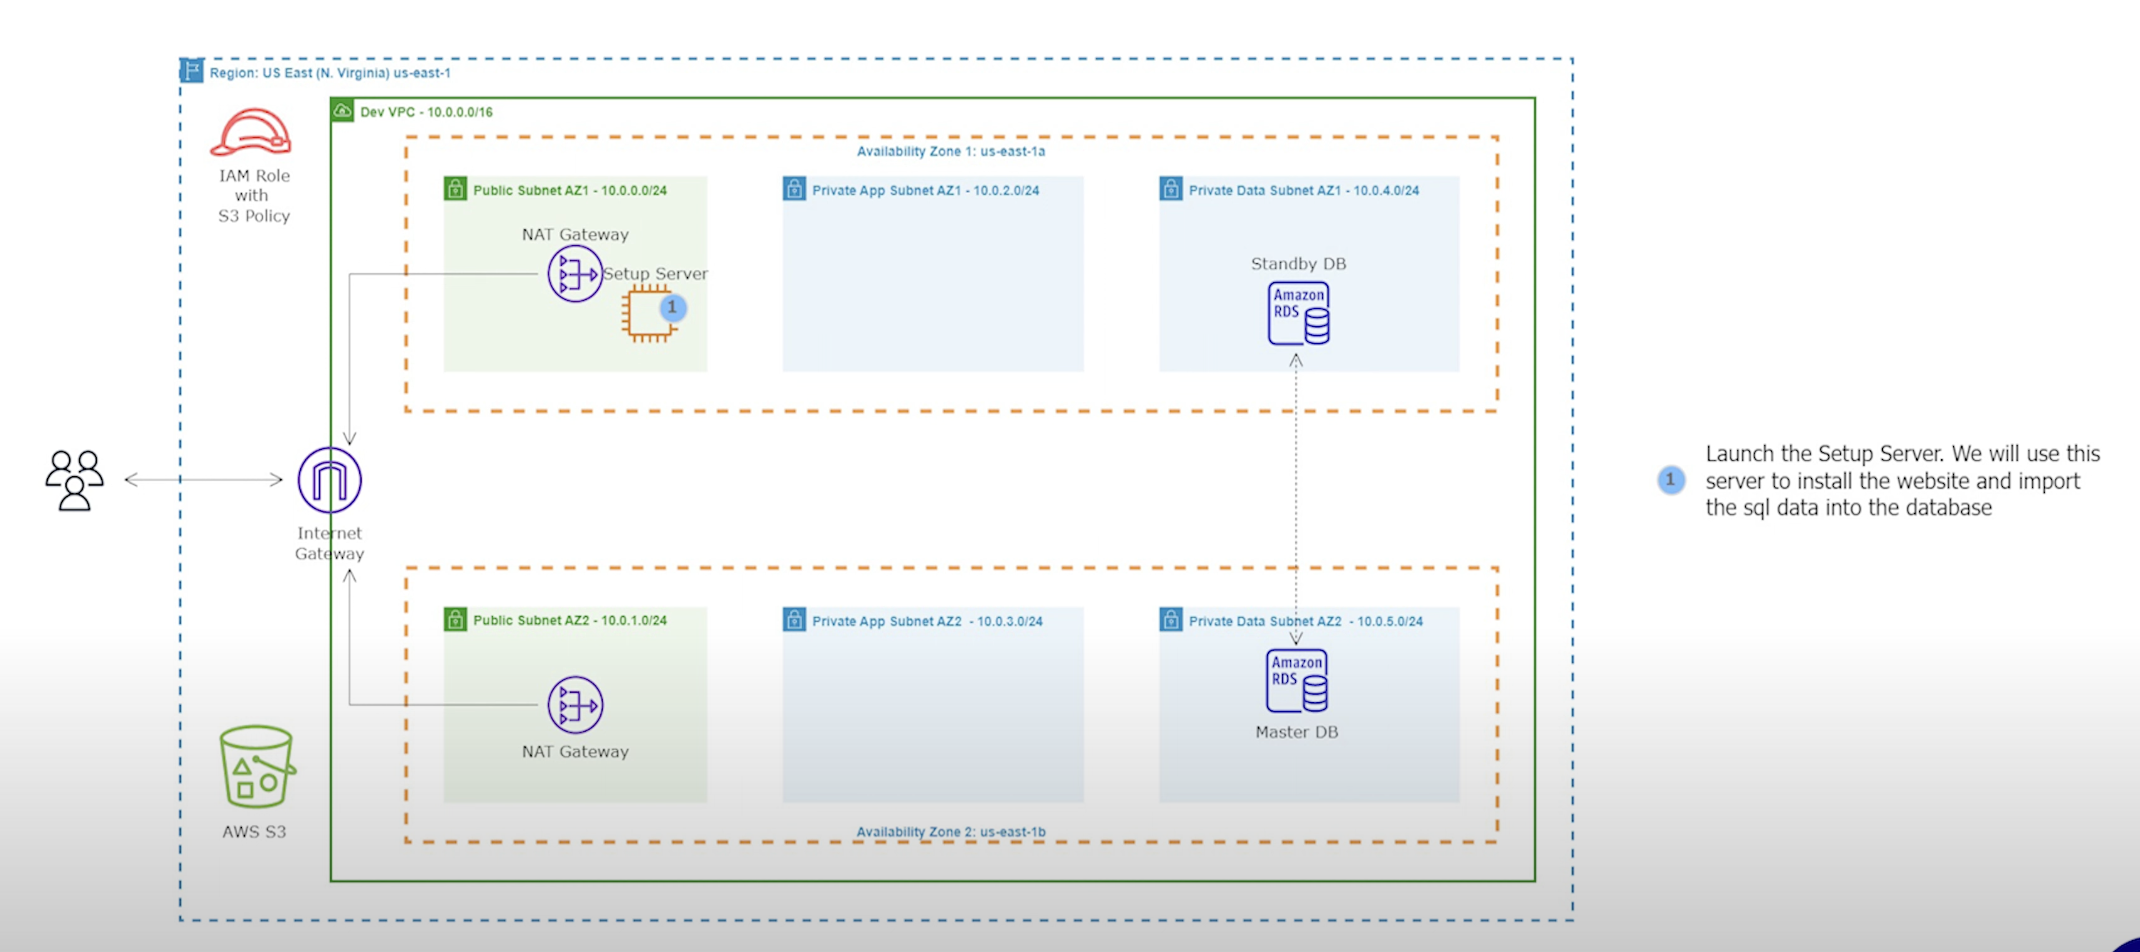 Region: US East (N. Virginia) us-east-1
IAM Role
with
S3 Policy
Dev VPC - 10.0.0.0/16
Availability Zone 1: us-east-1a
Public Subnet AZ1 - 10.0.0.0/24
NAT Gateway
Setup Server
1
Private App Subnet AZ1 - 10.0.2.0/24
Private Data Subnet AZ1 - 10.0.4.0/24
Standby DB
Amazon
RDS
Internet
Gateway
1
Launch the Setup Server. We will use this
server to install the website and import
the sql data into the database
Public Subnet AZ2 - 10.0.1.0/24
NAT Gateway
Private App Subnet AZ2 - 10.0.3.0/24
Private Data Subnet AZ2 - 10.0.5.0/24
Amazon
RDS
Master DB
AWS S3
Availability Zone 2: us-east-1b